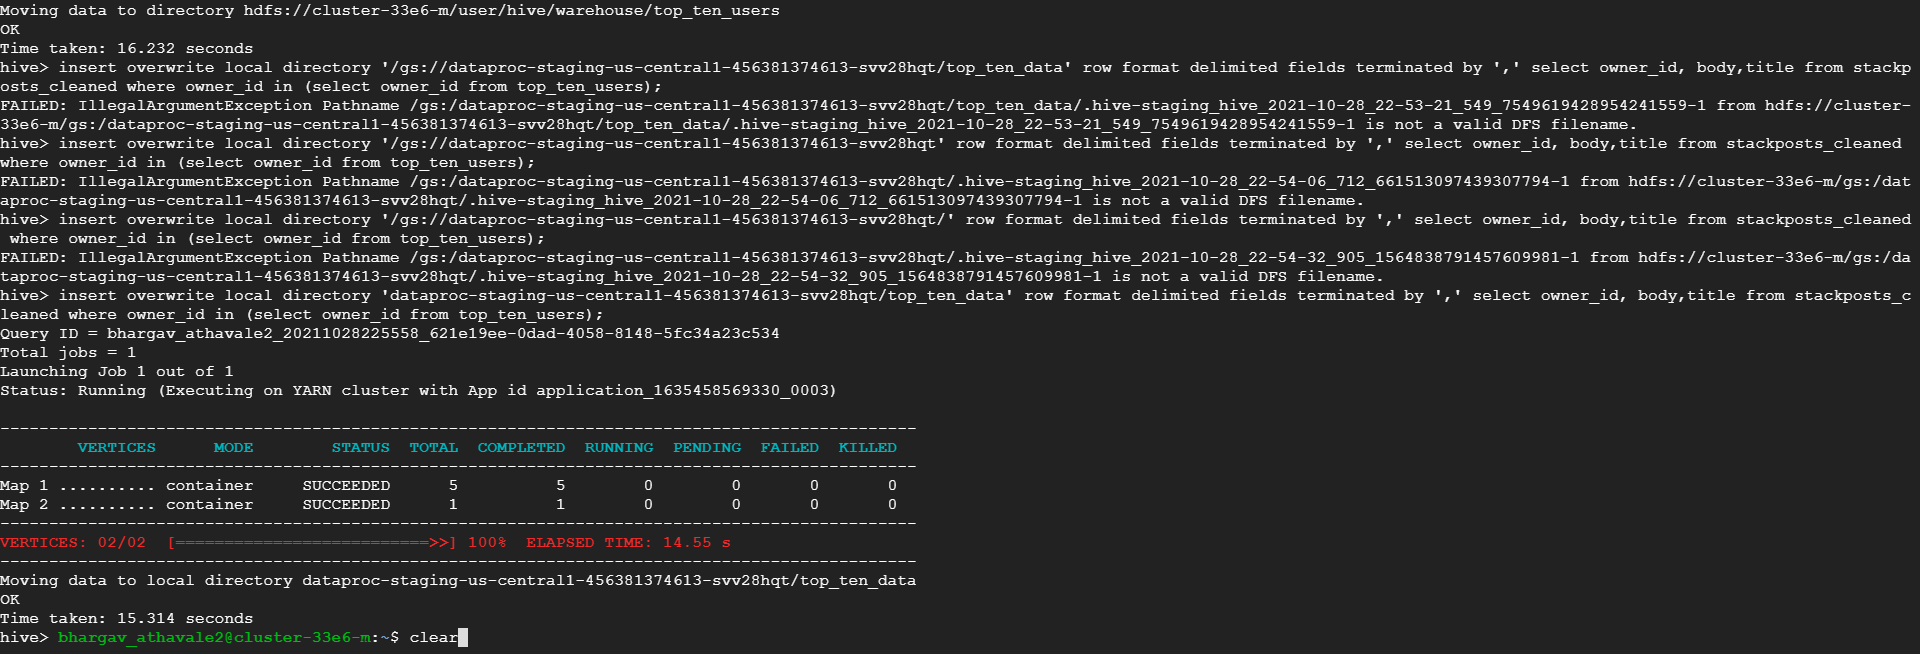 Moving data to directory hdfs://cluster-33e6-m/user/hive/warehouse/top_ten_users
OK
Time taken: 16.232 seconds
hive> insert overwrite local directory '/gs://dataproc-staging-us-central1-456381374613-svv28hqt/top_ten_data' row format delimited fields terminated by ',' select owner_id, body,title from stackp
osts_cleaned where owner_id in (select owner_id from top_ten_users);
FAILED: IllegalArgumentException Pathname /gs:/dataproc-staging-us-central1-456381374613-svv28hqt/top_ten_data/.hive-staging_hive_2021-10-28_22-53-21_549_7549619428954241559-1 from hdfs://cluster-
33e6-m/gs:/dataproc-staging-us-central1-456381374613-svv28hqt/top_ten_data/.hive-staging_hive_2021-10-28_22-53-21_549_7549619428954241559-1 is not a valid DFS filename.
hive> insert overwrite local directory '/gs://dataproc-staging-us-central1-456381374613-svv28hqt' row format delimited fields terminated by ',' select owner_id, body,title from stackposts_cleaned
where owner_id in (select owner_id from top_ten_users);
FAILED: IllegalArgumentException Pathname /gs:/dataproc-staging-us-central1-456381374613-svv28hqt/.hive-staging_hive_2021-10-28_22-54-06_712_661513097439307794-1 from hdfs://cluster-33e6-m/gs:/dat
aproc-staging-us-central1-456381374613-svv28hqt/.hive-staging_hive_2021-10-28_22-54-06_712_661513097439307794-1 is not a valid DFS filename.
hive> insert overwrite local directory '/gs://dataproc-staging-us-central1-456381374613-svv28hqt/' row format delimited fields terminated by ',' select owner_id, body,title from stackposts_cleaned
where owner_id in (select owner_id from top_ten_users);
FAILED: IllegalArgumentException Pathname /gs:/dataproc-staging-us-central1-456381374613-svv28hqt/.hive-staging_hive_2021-10-28_22-54-32_905_1564838791457609981-1 from hdfs://cluster-33e6-m/gs:/da
taproc-staging-us-central1-456381374613-svv28hqt/.hive-staging_hive_2021-10-28_22-54-32_905_1564838791457609981-1 is not a valid DFS filename.
hive> insert overwrite local directory 'dataproc-staging-us-central1-456381374613-svv28hqt/top_ten_data' row format delimited fields terminated by ',' select owner_id, body,title from stackposts_c
leaned where owner_id in (select owner_id from top_ten_users);
Query ID = bhargav_athavale2_20211028225558_621e19ee-0dad-4058-8148-5fc34a23c534
Total jobs = 1
Launching Job 1 out of 1
Status: Running (Executing on YARN cluster with App id application_1635458569330_0003)
----------------------------------------------------------------------------------------------
VERTICES MODE STATUS TOTAL COMPLETED RUNNING PENDING FAILED KILLED
----------------------------------------------------------------------------------------------
Map 1 .......... container SUCCEEDED 5 5 0 0 0 0
Map 2 .......... container SUCCEEDED 1 1 0 0 0 0
----------------------------------------------------------------------------------------------
VERTICES: 02/02 [==========================>>] 100% ELAPSED TIME: 14.55 s
----------------------------------------------------------------------------------------------
Moving data to local directory dataproc-staging-us-central1-456381374613-svv28hqt/top_ten_data
OK
Time taken: 15.314 seconds
hive> bhargav_athavale2@cluster-33e6-m:~$ clear